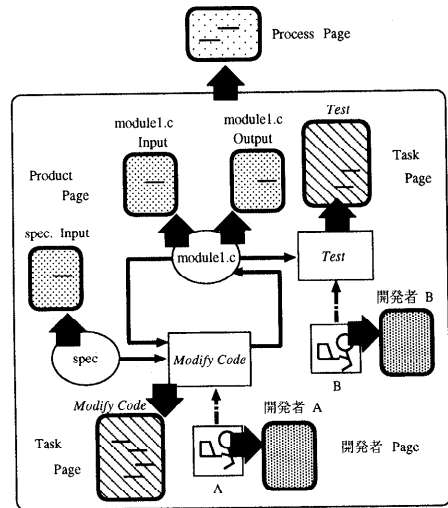 Process Page
module1.c
Input
module1.c
Output
Test
Task
Page
Product
Page
spec. Input
module1.c
Test
spec
Modify Code
開発者 B
B
Modify Code
開発者 A
Task
Page
開発者 Page
A